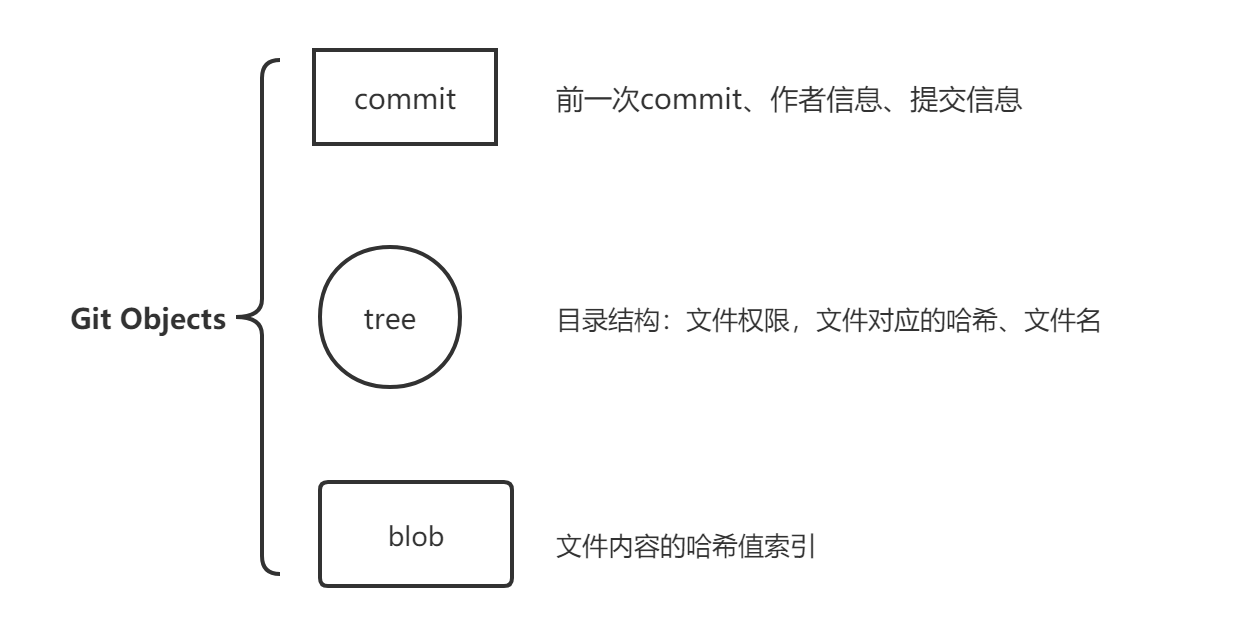 commit
前一次commit、作者信息、提交信息
Git Objects
tree
目录结构：文件权限，文件对应的哈希、文件名
blob
文件内容的哈希值索引